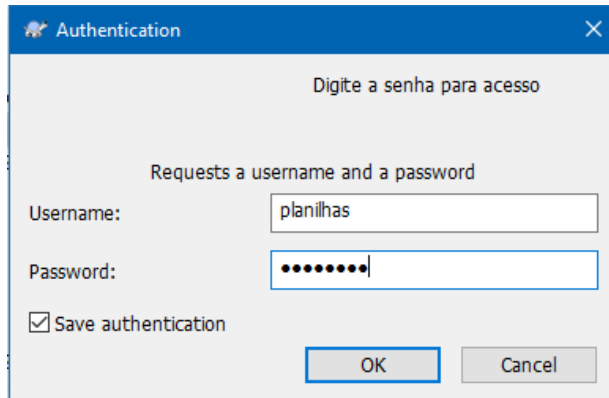 Authentication
Digite a senha para acesso
Requests a username and a password
Username: planilhas
Password: ●●●●●●●●
Save authentication
OK Cancel